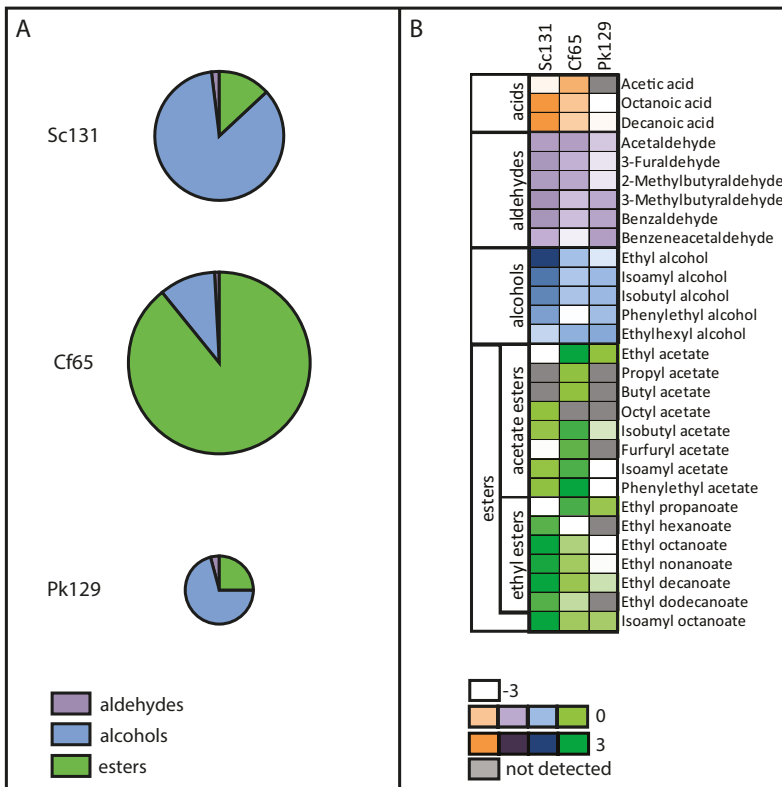 A
Sc131
Cf65
Pk129
aldehydes
alcohols
esters
B
Sc131
Cf65
Pk129
acids
Acetic acid
Octanoic acid
Decanoic acid
aldehydes
Acetaldehyde
3-Furaldehyde
2-Methylbutyraldehyde
3-Methylbutyraldehyde
Benzaldehyde
Benzeneacetaldehyde
alcohols
Ethyl alcohol
Isoamyl alcohol
Isobutyl alcohol
Phenylethyl alcohol
Ethylhexyl alcohol
esters
acetate esters
Ethyl acetate
Propyl acetate
Butyl acetate
Octyl acetate
Isobutyl acetate
Furfuryl acetate
Isoamyl acetate
Phenylethyl acetate
ethyl esters
Ethyl propanoate
Ethyl hexanoate
Ethyl octanoate
Ethyl nonanoate
Ethyl decanoate
Ethyl dodecanoate
Isoamyl octanoate
-3
0
3
not detected